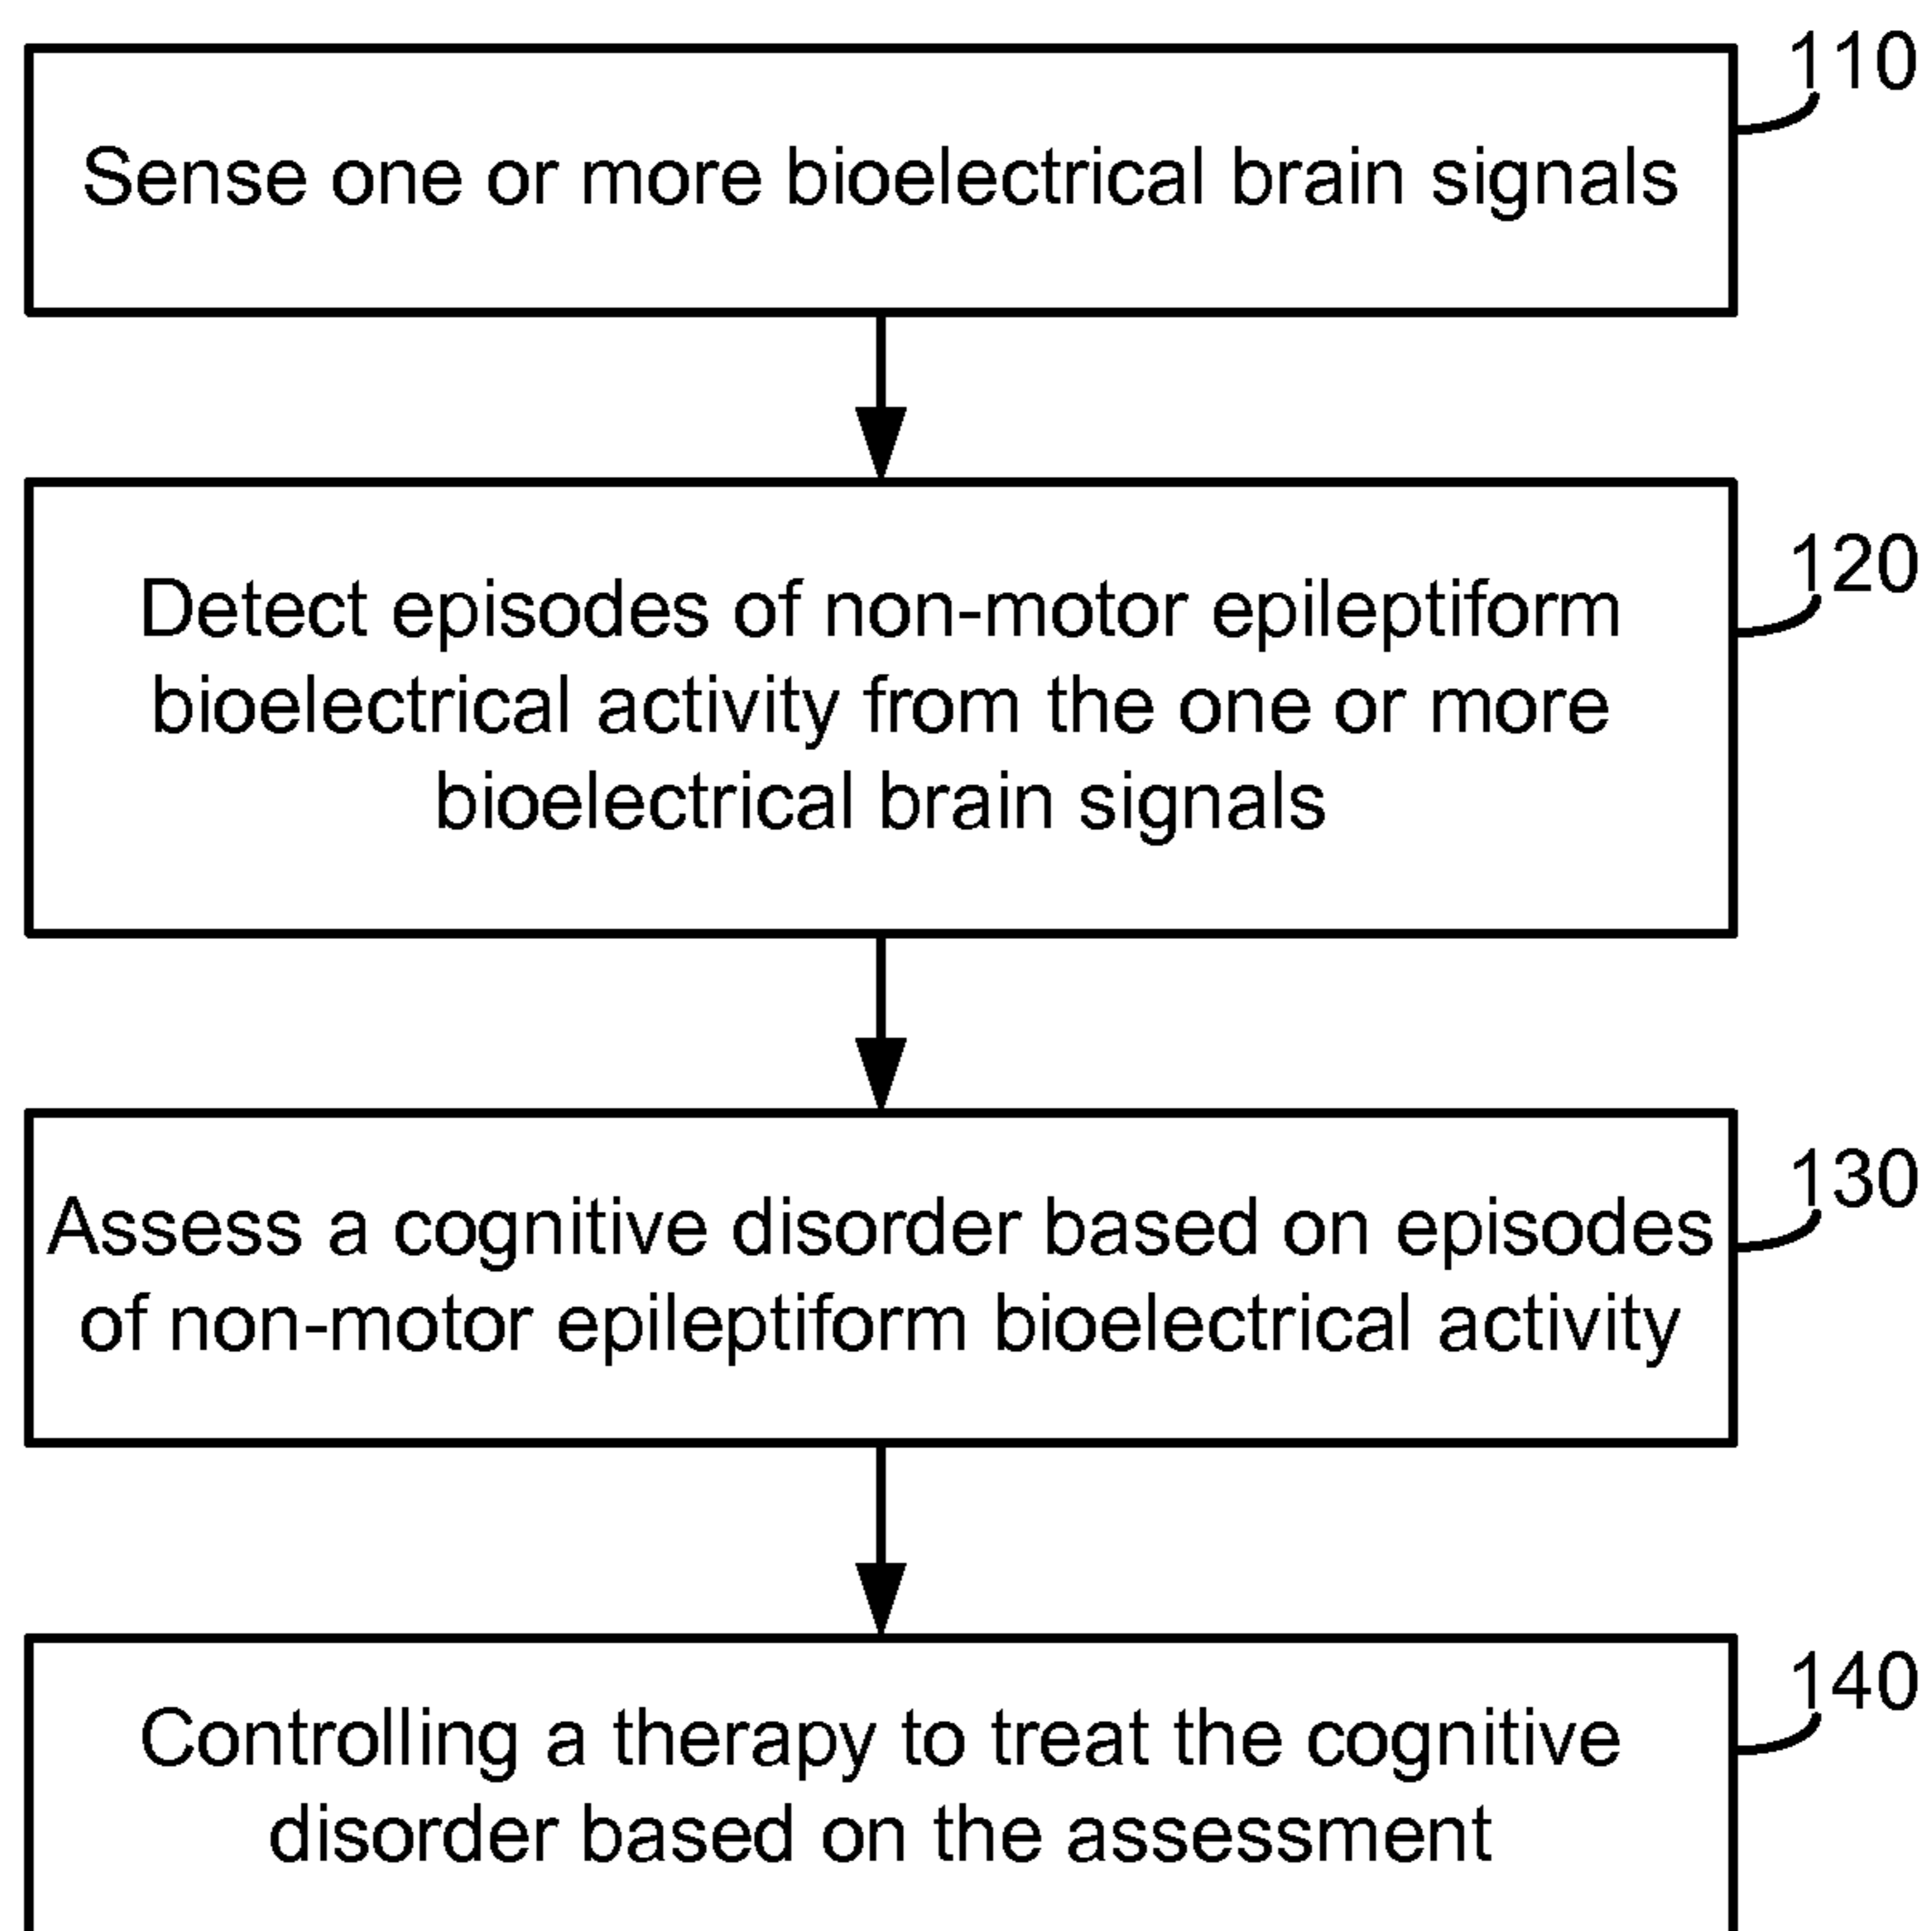 110
Sense one or more bioelectrical brain signals
120
Detect episodes of non-motor epileptiform
bioelectrical activity from the one or more
bioelectrical brain signals
130
Assess a cognitive disorder based on episodes
of non-motor epileptiform bioelectrical activity
140
Controlling a therapy to treat the cognitive
disorder based on the assessment